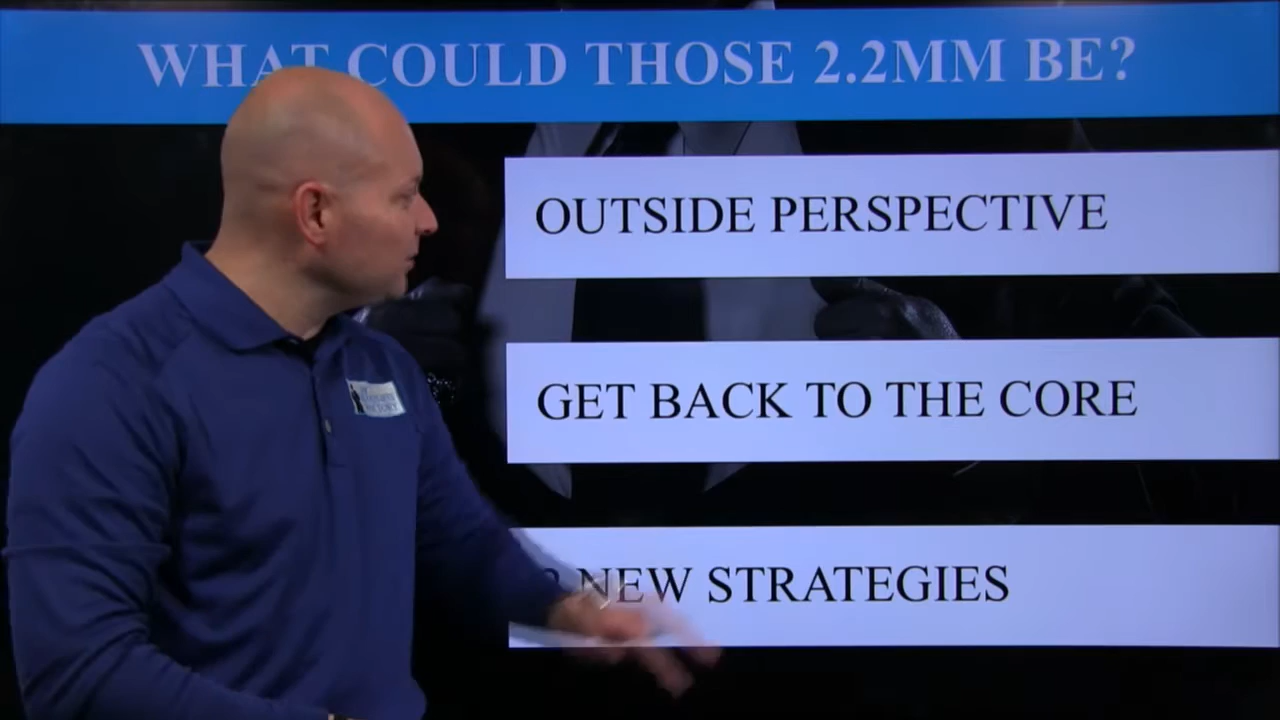 WHAT COULD THOSE 2.2MM BE?
OUTSIDE PERSPECTIVE
GET BACK TO THE CORE
NEW STRATEGIES